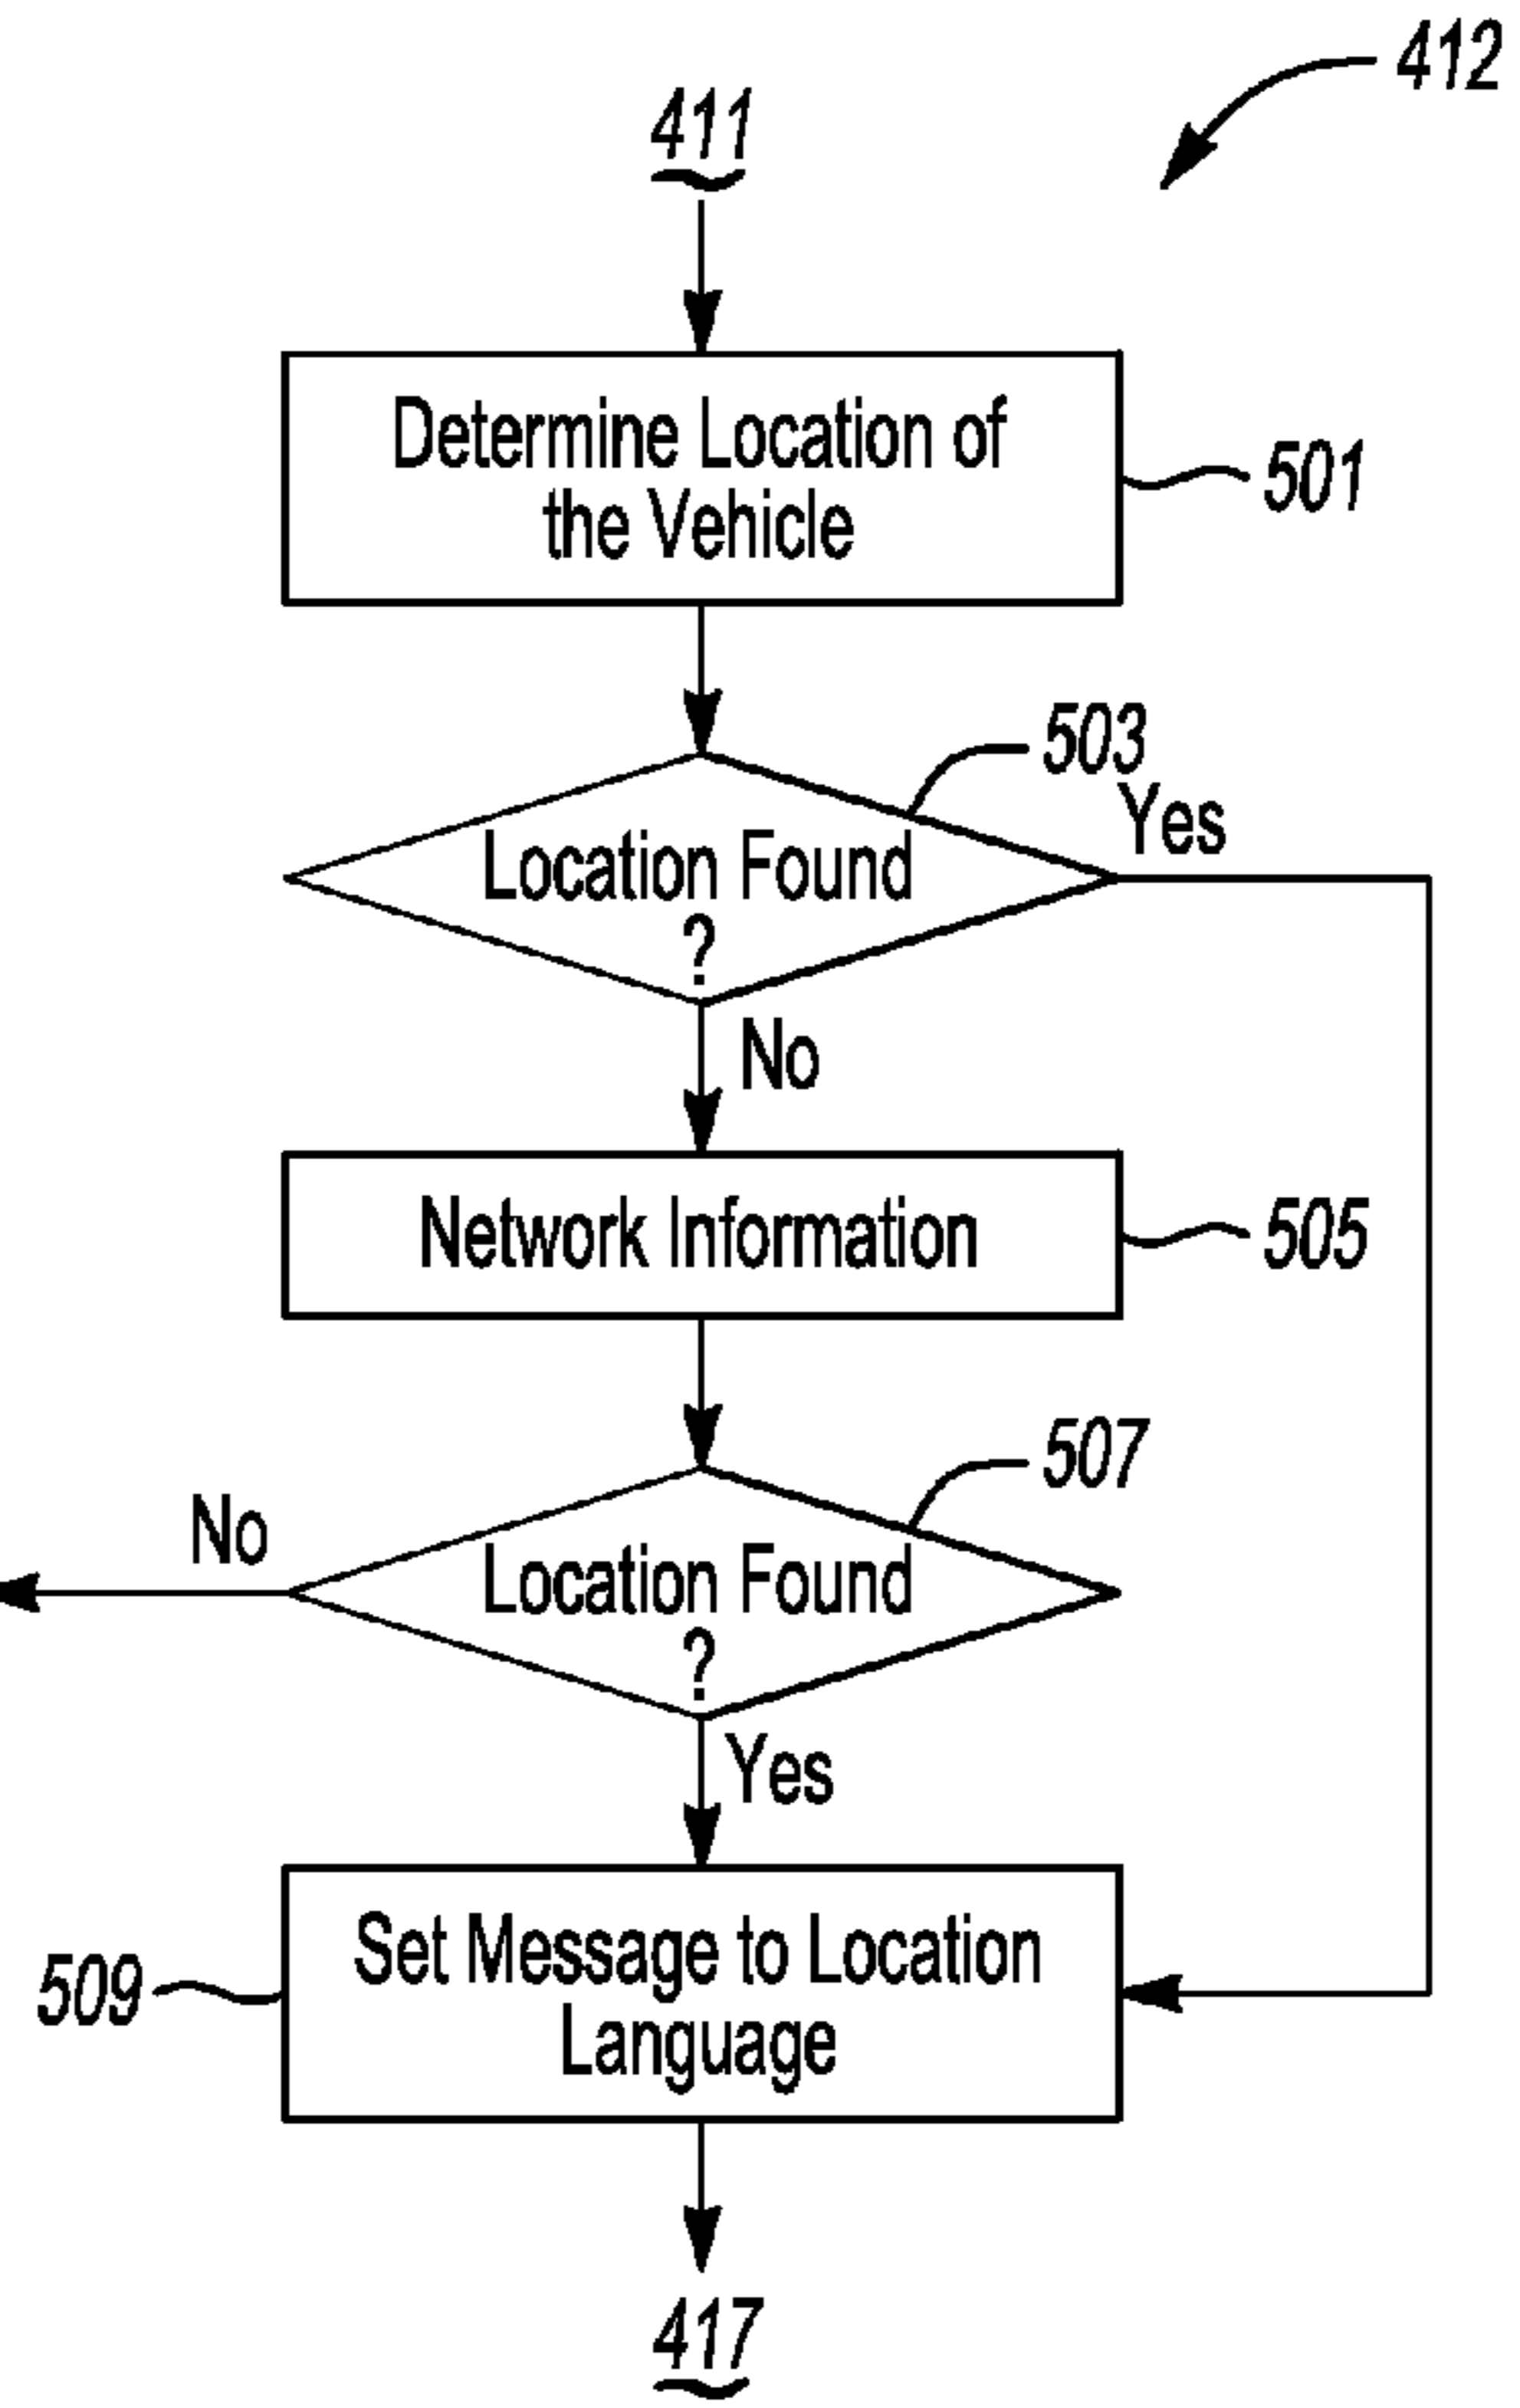 412
411
Determine Location of
the Vehicle
501
503
Yes
Location Found
?
No
Network Information
505
507
No
Location Found
?
Yes
Set Message to Location
Language
509
417